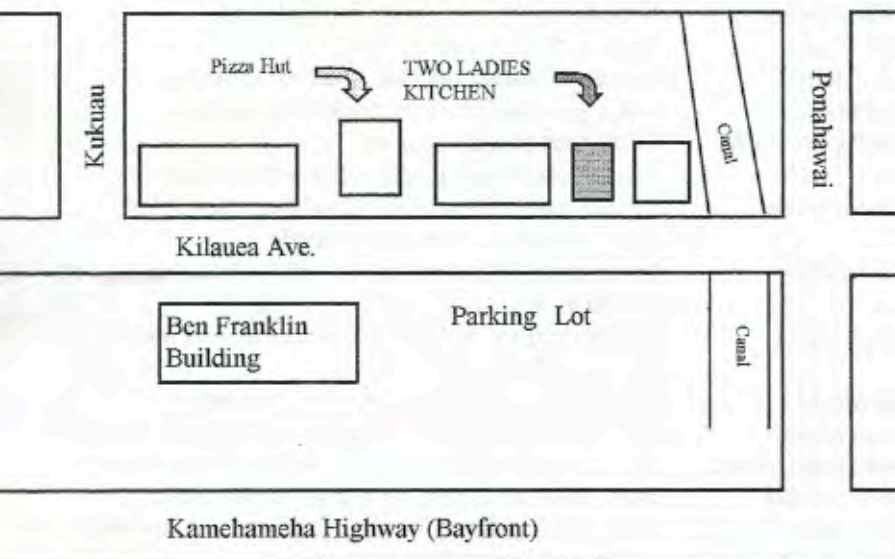 Pizza Hut
TWO LADIES
KITCHEN
Kukuau
Canal
Ponahawai
Kilauea Ave.
Ben Franklin
Building
Parking Lot
Canal
Kamehameha Highway (Bayfront)